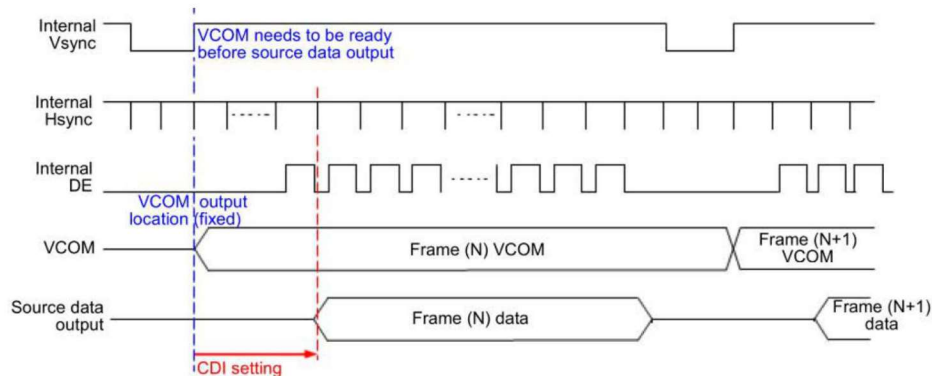 Internal
Vsync
VCOM needs to be ready
before source data output
Internal
Hsync
Internal
DE
VCOM output
location (fixed)
VCOM
Frame (N) VCOM
Frame (N+1)
VCOM
Source data
output
Frame (N) data
Frame (N+1)
data
CDI setting